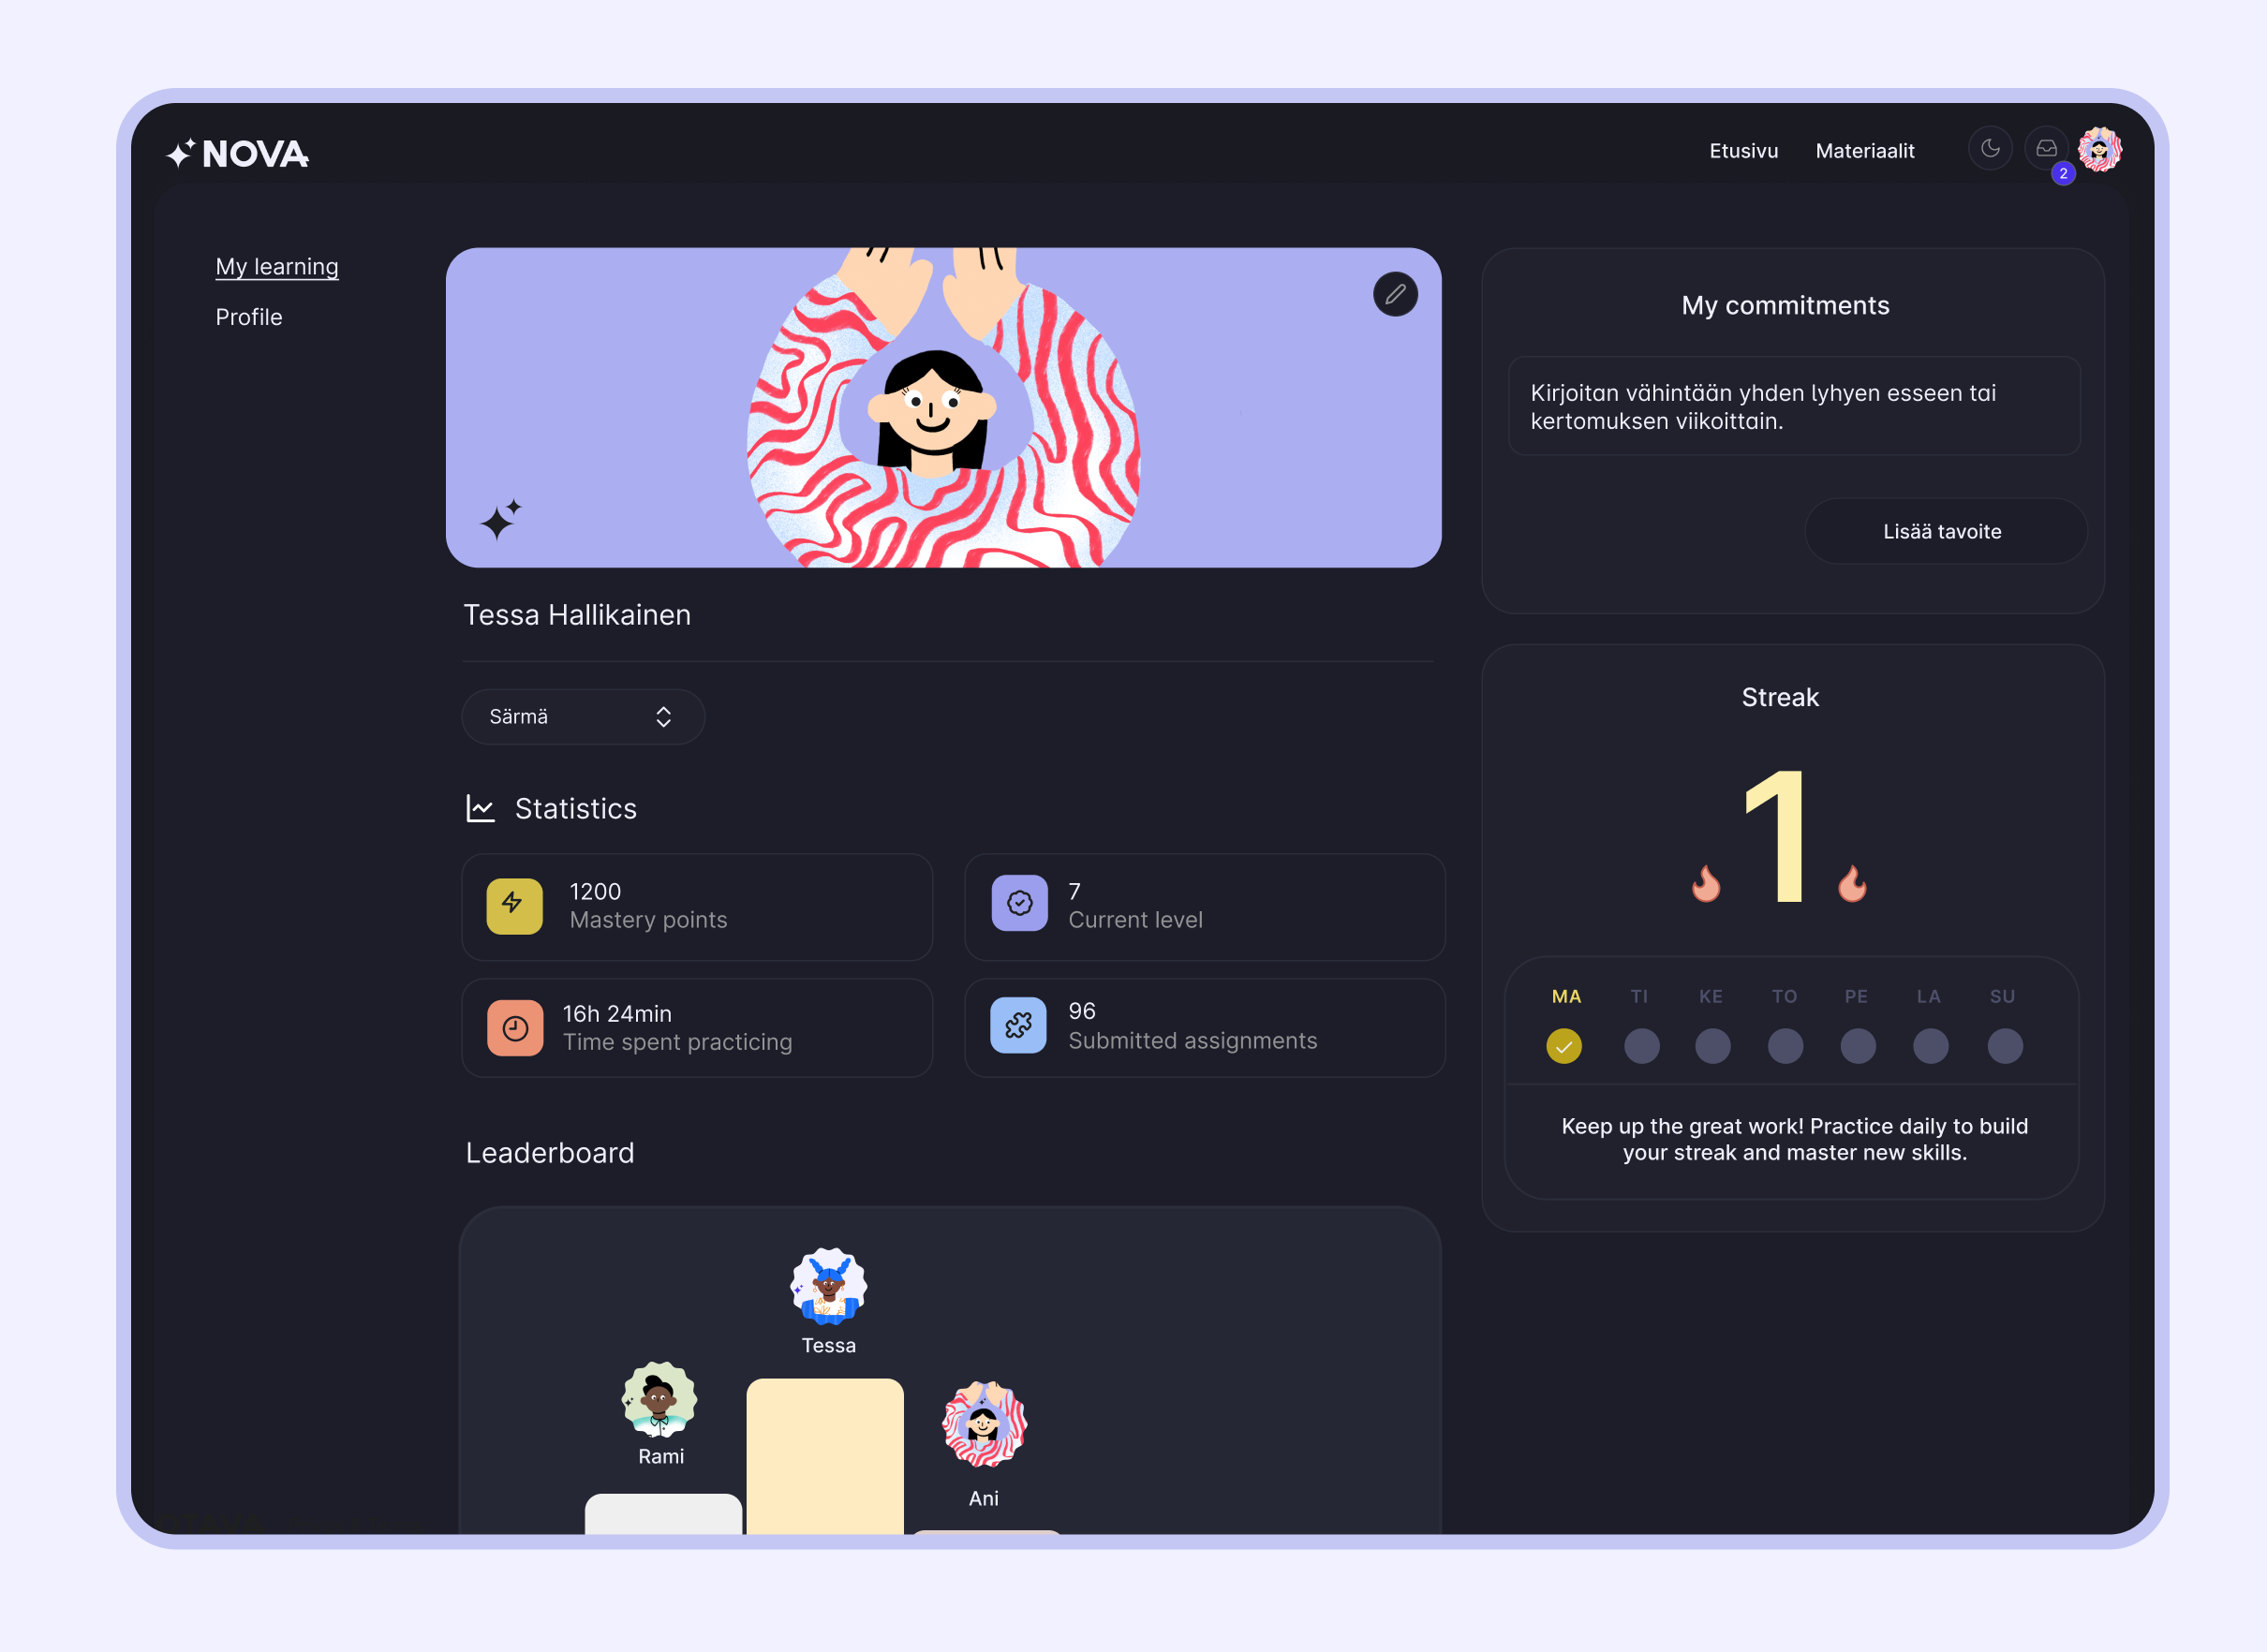 NOVA
Etusivu
Materiaalit
2
My learning
Profile
Tessa Hallikainen
Särmä
Statistics
1200
Mastery points
7
Current level
16h 24min
Time spent practicing
96
Submitted assignments
Leaderboard
Tessa
Rami
Ani
My commitments
Kirjoitan vähintään yhden lyhyen esseen tai
kertomuksen viikoittain.
Lisää tavoite
Streak
1
MA TI KE TO PE LA SU
Keep up the great work! Practice daily to build
your streak and master new skills.